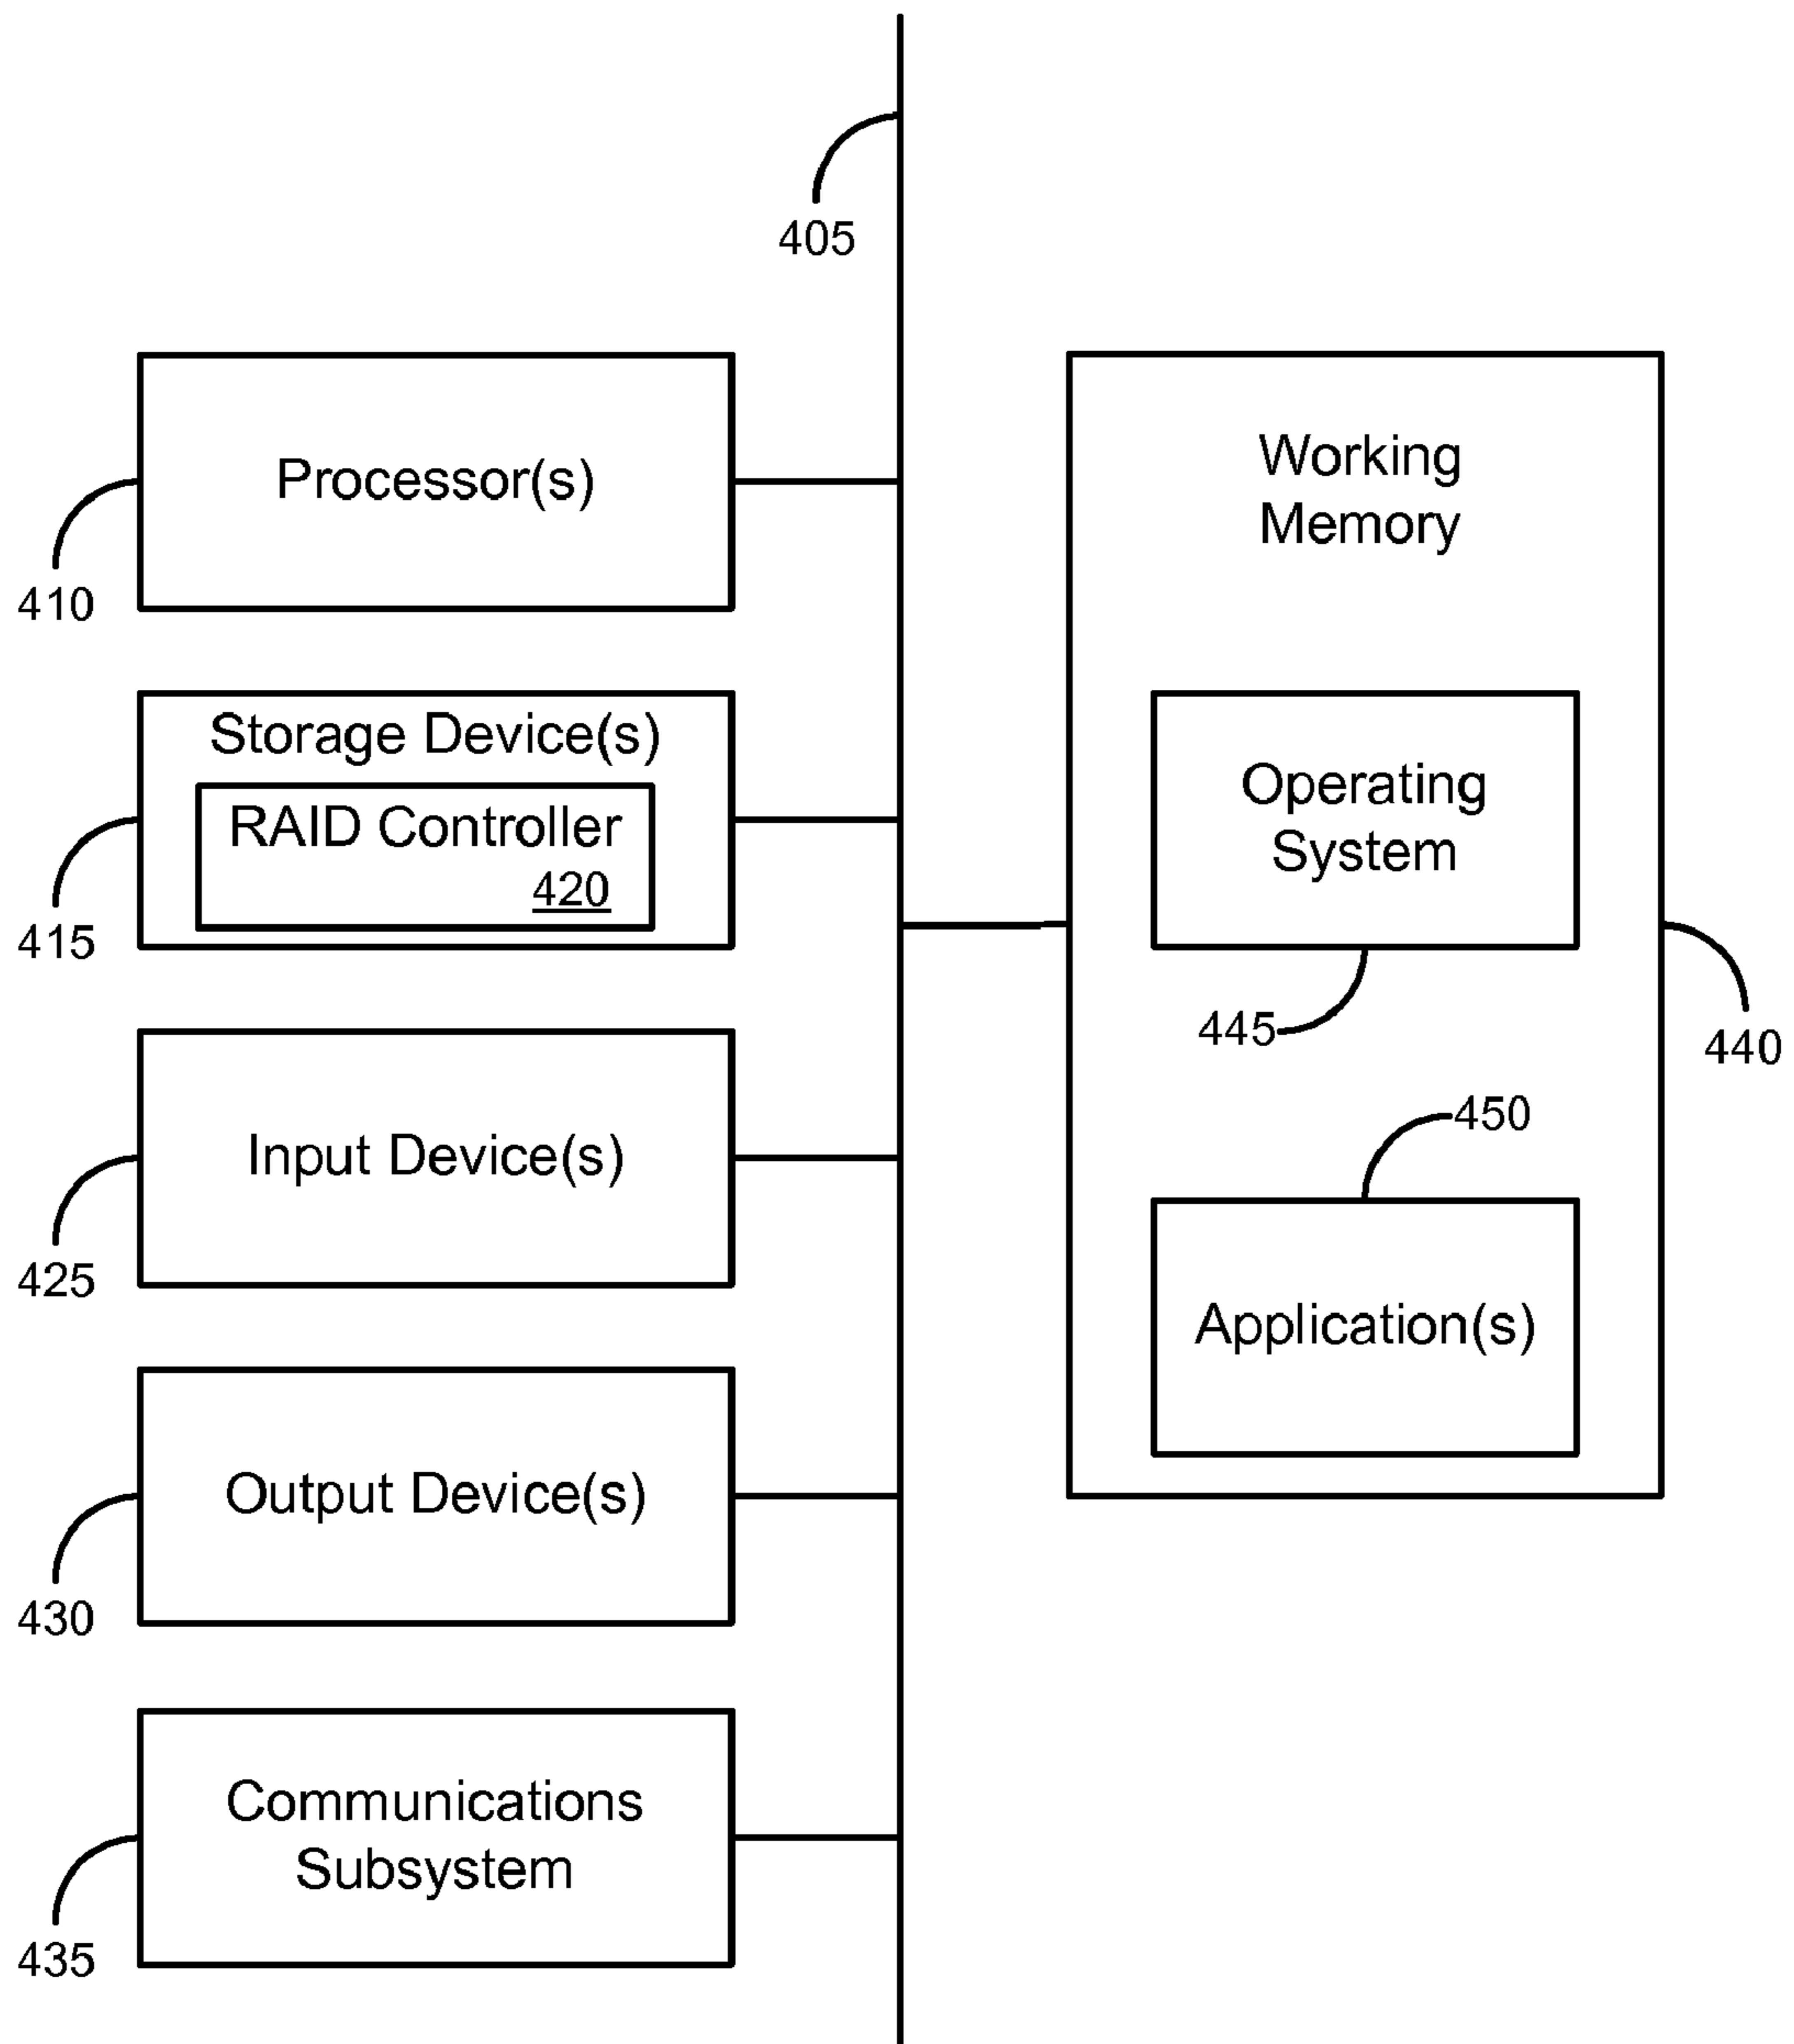 405
Processor(s)
410
Storage Device(s)
RAID Controller
420
415
Input Device(s)
425
Output Device(s)
430
Communications
Subsystem
435
Working
Memory
Operating
System
445
440
450
Application(s)